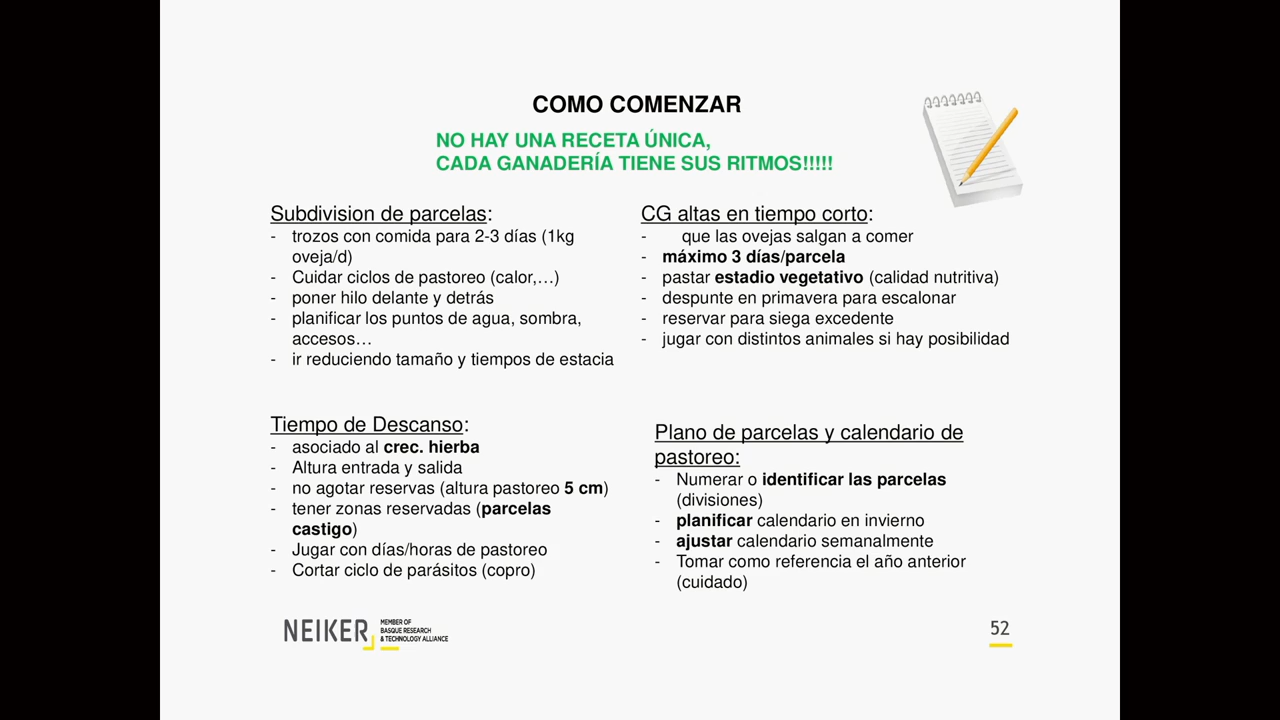 COMO COMENZAR
NO HAY UNA RECETA ÚNICA,
CADA GANADERÍA TIENE SUS RITMOS!!!!!
Subdivision de parcelas:
- trozos con comida para 2-3 días (1kg
oveja/d)
- Cuidar ciclos de pastoreo (calor,…)
- poner hilo delante y detrás
- planificar los puntos de agua, sombra,
accesos…
- ir reduciendo tamaño y tiempos de estacia
CG altas en tiempo corto:
- que las ovejas salgan a comer
- máximo 3 días/parcela
- pastar estadio vegetativo (calidad nutritiva)
- despunte en primavera para escalonar
- reservar para siega excedente
- jugar con distintos animales si hay posibilidad
Tiempo de Descanso:
- asociado al crec. hierba
- Altura entrada y salida
- no agotar reservas (altura pastoreo 5 cm)
- tener zonas reservadas (parcelas
castigo)
- Jugar con días/horas de pastoreo
- Cortar ciclo de parásitos (copro)
Plano de parcelas y calendario de
pastoreo:
- Numerar o identificar las parcelas
(divisiones)
- planificar calendario en invierno
- ajustar calendario semanalmente
- Tomar como referencia el año anterior
(cuidado)
NEIKER
MEMBER OF
BASQUE RESEARCH
& TECHNOLOGY ALLIANCE
52